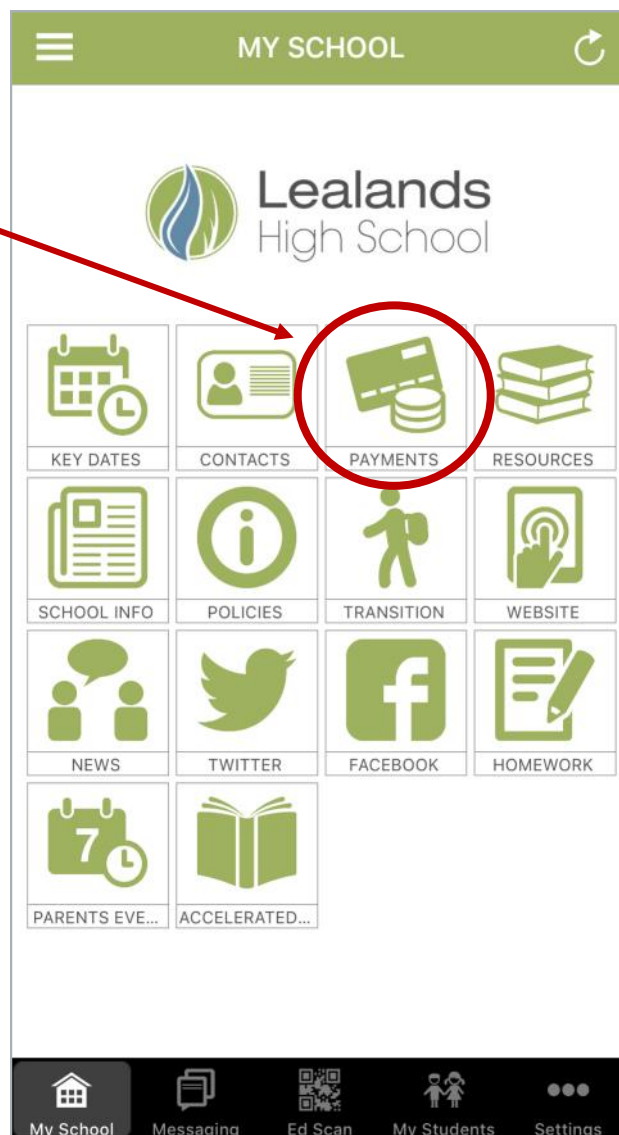 MY SCHOOL
Lealands
High School
KEY DATES
CONTACTS
PAYMENTS
RESOURCES
SCHOOL INFO
POLICIES
TRANSITION
WEBSITE
NEWS
TWITTER
FACEBOOK
HOMEWORK
7
PARENTS EVE...
ACCELERATED...
My School
Messaging
Ed Scan
My Students
Settings